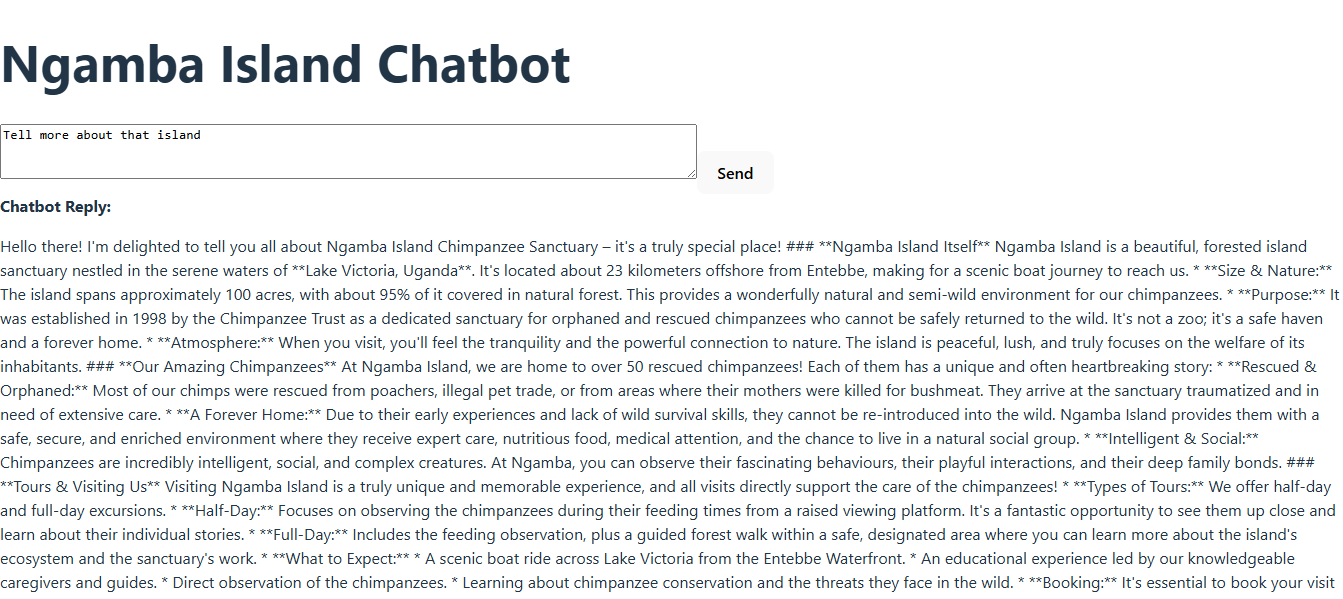 Ngamba Island Chatbot
Tell more about that island
Send
Chatbot Reply:
Hello there! I'm delighted to tell you all about Ngamba Island Chimpanzee Sanctuary – it's a truly special place! ### **Ngamba Island Itself** Ngamba Island is a beautiful, forested island
sanctuary nestled in the serene waters of **Lake Victoria, Uganda**. It's located about 23 kilometers offshore from Entebbe, making for a scenic boat journey to reach us. * **Size & Nature:**
The island spans approximately 100 acres, with about 95% of it covered in natural forest. This provides a wonderfully natural and semi-wild environment for our chimpanzees. * **Purpose:** It
was established in 1998 by the Chimpanzee Trust as a dedicated sanctuary for orphaned and rescued chimpanzees who cannot be safely returned to the wild. It's not a zoo; it's a safe haven
and a forever home. * **Atmosphere:** When you visit, you'll feel the tranquility and the powerful connection to nature. The island is peaceful, lush, and truly focuses on the welfare of its
inhabitants. ### **Our Amazing Chimpanzees** At Ngamba Island, we are home to over 50 rescued chimpanzees! Each of them has a unique and often heartbreaking story: * **Rescued &
Orphaned:** Most of our chimps were rescued from poachers, illegal pet trade, or from areas where their mothers were killed for bushmeat. They arrive at the sanctuary traumatized and in
need of extensive care. * **A Forever Home:** Due to their early experiences and lack of wild survival skills, they cannot be re-introduced into the wild. Ngamba Island provides them with a
safe, secure, and enriched environment where they receive expert care, nutritious food, medical attention, and the chance to live in a natural social group. * **Intelligent & Social:**
Chimpanzees are incredibly intelligent, social, and complex creatures. At Ngamba, you can observe their fascinating behaviours, their playful interactions, and their deep family bonds. ###
**Tours & Visiting Us** Visiting Ngamba Island is a truly unique and memorable experience, and all visits directly support the care of the chimpanzees! * **Types of Tours:** We offer half-day
and full-day excursions. * **Half-Day:** Focuses on observing the chimpanzees during their feeding times from a raised viewing platform. It's a fantastic opportunity to see them up close and
learn about their individual stories. * **Full-Day:** Includes the feeding observation, plus a guided forest walk within a safe, designated area where you can learn more about the island's
ecosystem and the sanctuary's work. * **What to Expect:** * A scenic boat ride across Lake Victoria from the Entebbe Waterfront. * An educational experience led by our knowledgeable
caregivers and guides. * Direct observation of the chimpanzees. * Learning about chimpanzee conservation and the threats they face in the wild. * **Booking:** It's essential to book your visit